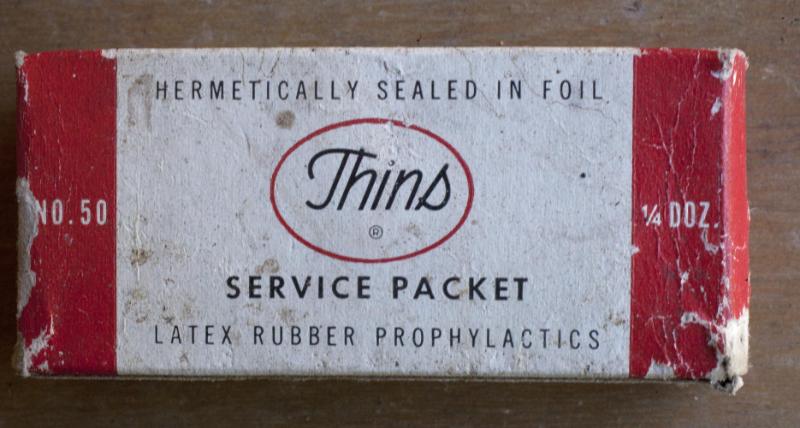 HERMETICALLY SEALED IN FOIL
Thins
®
NO.50
¼ DOZ.
SERVICE PACKET
LATEX RUBBER PROPHYLACTICS